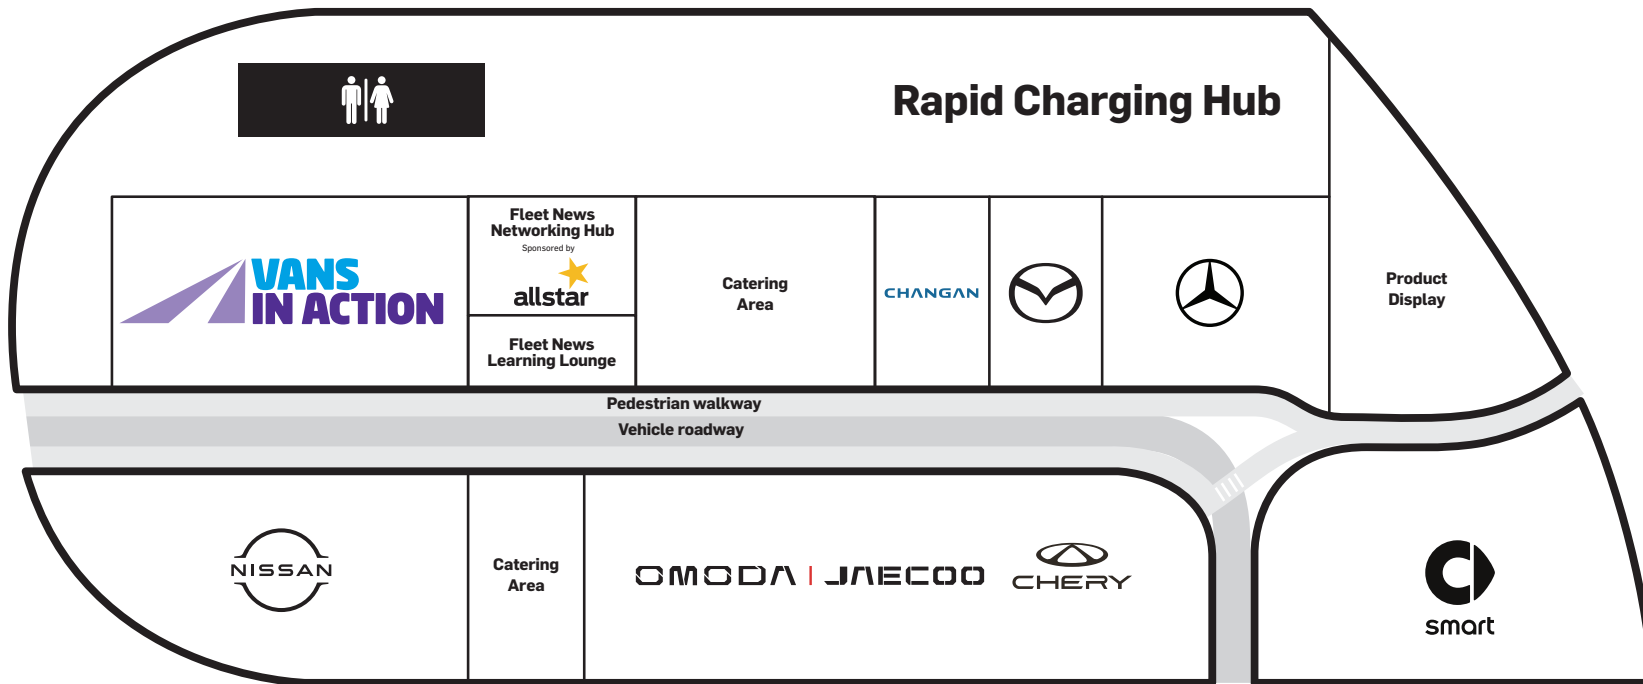 Rapid Charging Hub
VANS
IN ACTION
Fleet News
Networking Hub
Sponsored by
allstar
Fleet News
Learning Lounge
Catering
Area
CHANGAN
Product
Display
Pedestrian walkway
Vehicle roadway
NISSAN
Catering
Area
OMODA | JAECOO
CHERY
smart